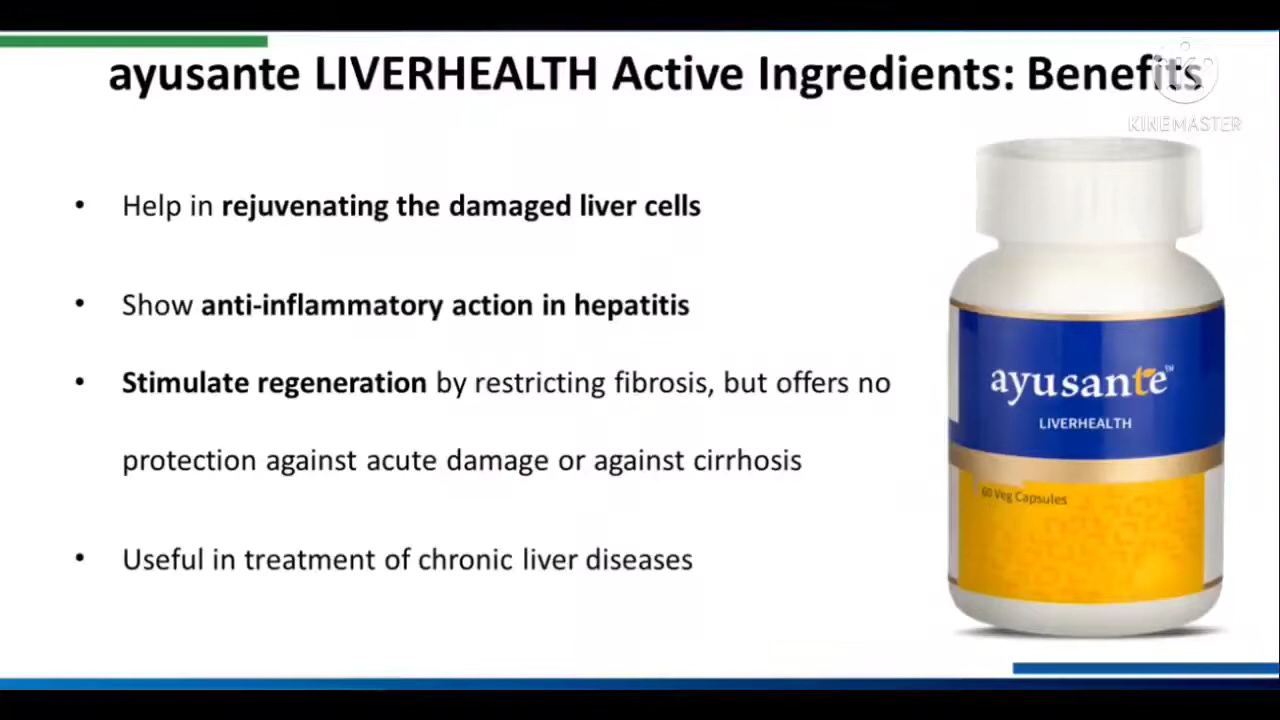 ayusante LIVERHEALTH Active Ingredients: Benefits
KINEMASTER
• Help in rejuvenating the damaged liver cells
• Show anti-inflammatory action in hepatitis
• Stimulate regeneration by restricting fibrosis, but offers no
protection against acute damage or against cirrhosis
• Useful in treatment of chronic liver diseases
ayusante™
LIVERHEALTH
60 Veg Capsules